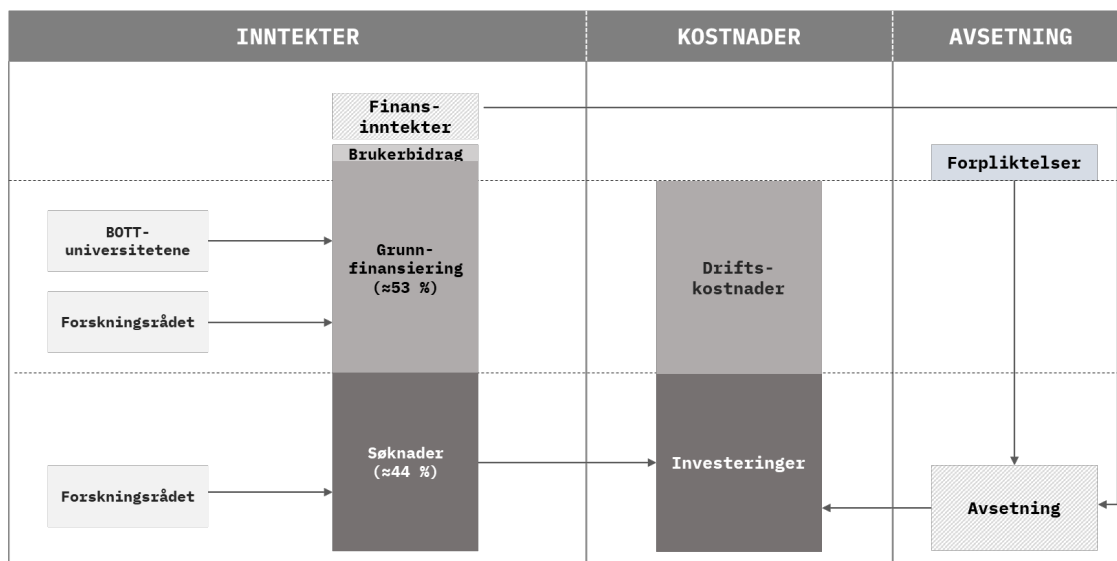 INNTEKTER
KOSTNADER
AVSETNING
Finans-
inntekter
Brukerbidrag
Forpliktelser
BOTT-
universitetene
Grunn-
finansiering
(≈53 %)
Drifts-
kostnader
Forskningsrådet
Søknader
(≈44 %)
Investeringer
Forskningsrådet
Avsetning